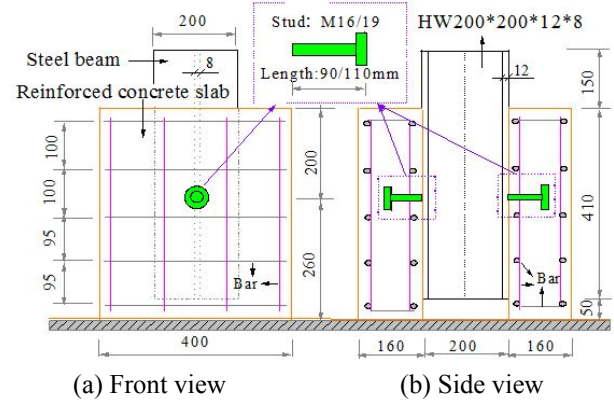 200
Steel beam
8
Reinforced concrete slab
Stud: M16/19
Length:90/110mm
HW200*200*12*8
12
150
100
100
95
95
200
260
410
50
Bar
Bar
400
160
200
160
(a) Front view
(b) Side view